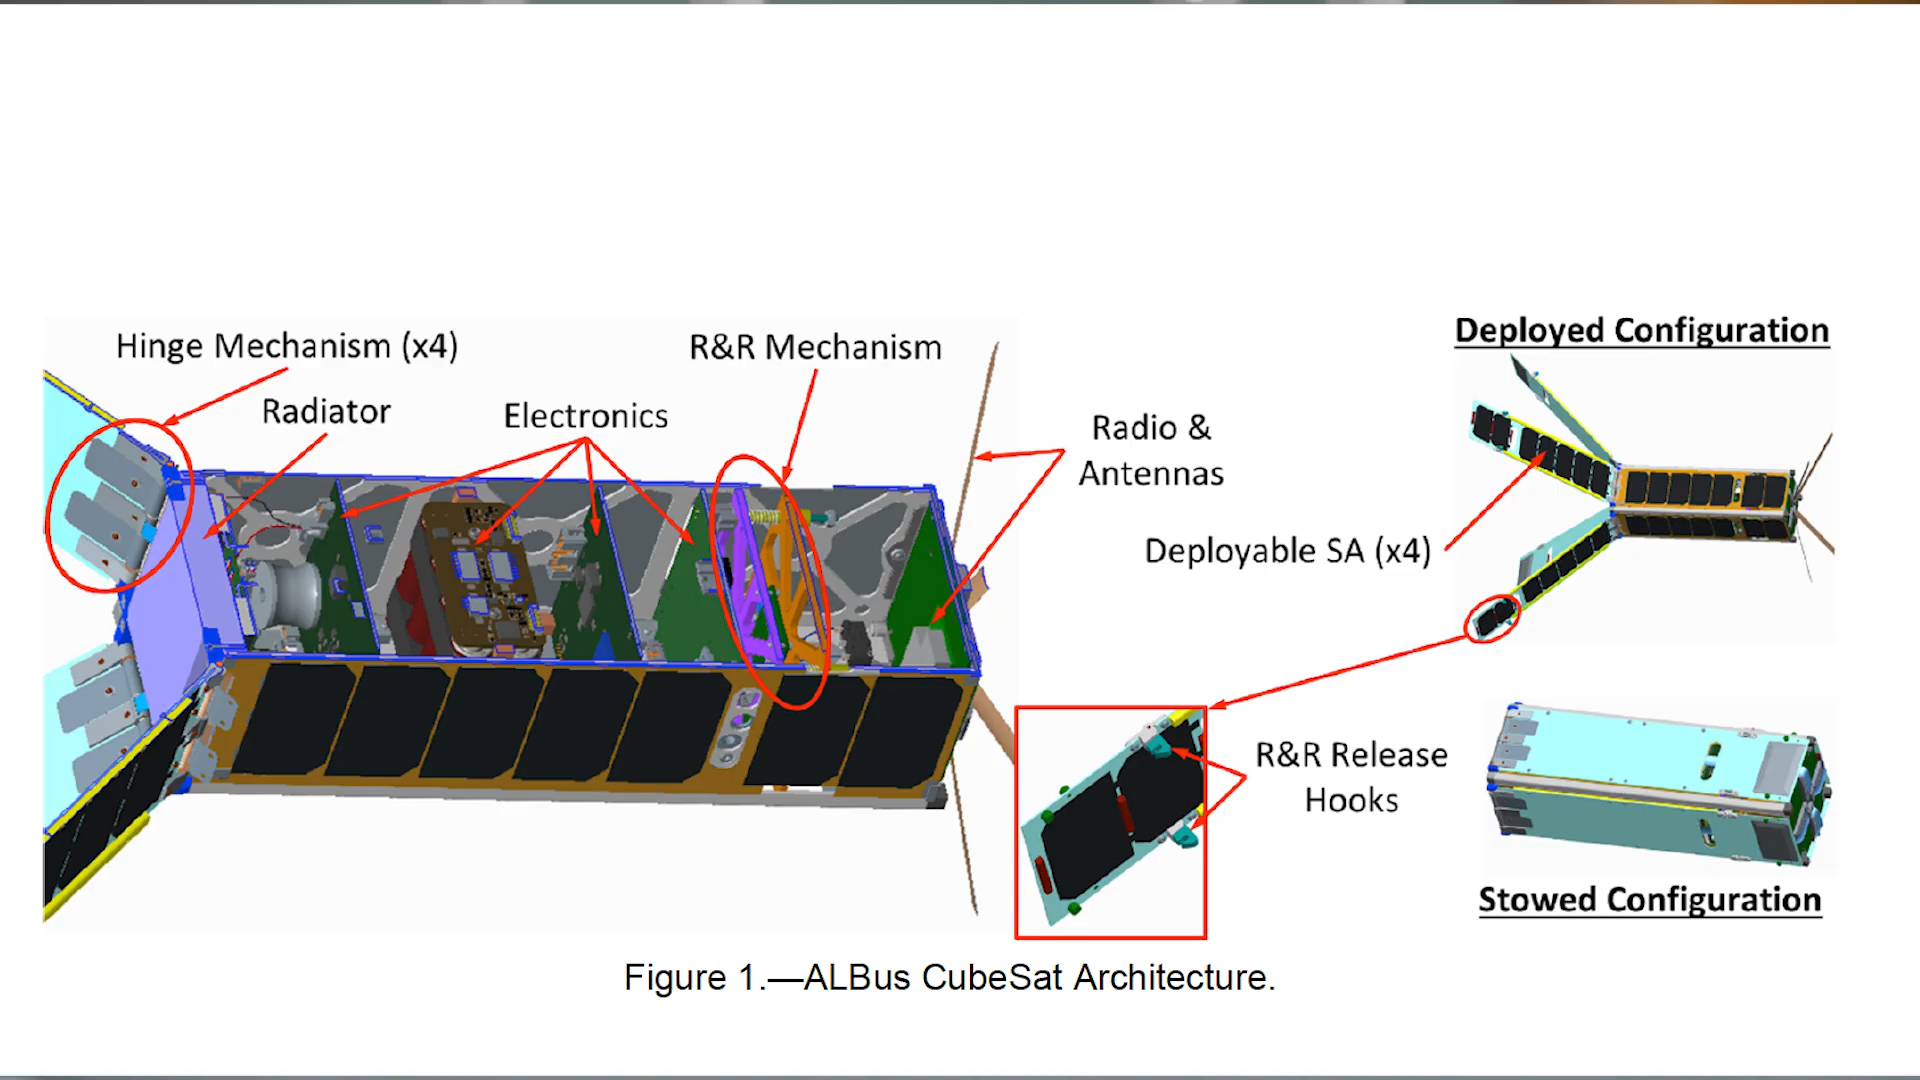 Hinge Mechanism (x4)
R&R Mechanism
Deployed Configuration
Radiator
Electronics
Radio &
Antennas
Deployable SA (x4)
R&R Release
Hooks
Stowed Configuration
Figure 1.—ALBus CubeSat Architecture.